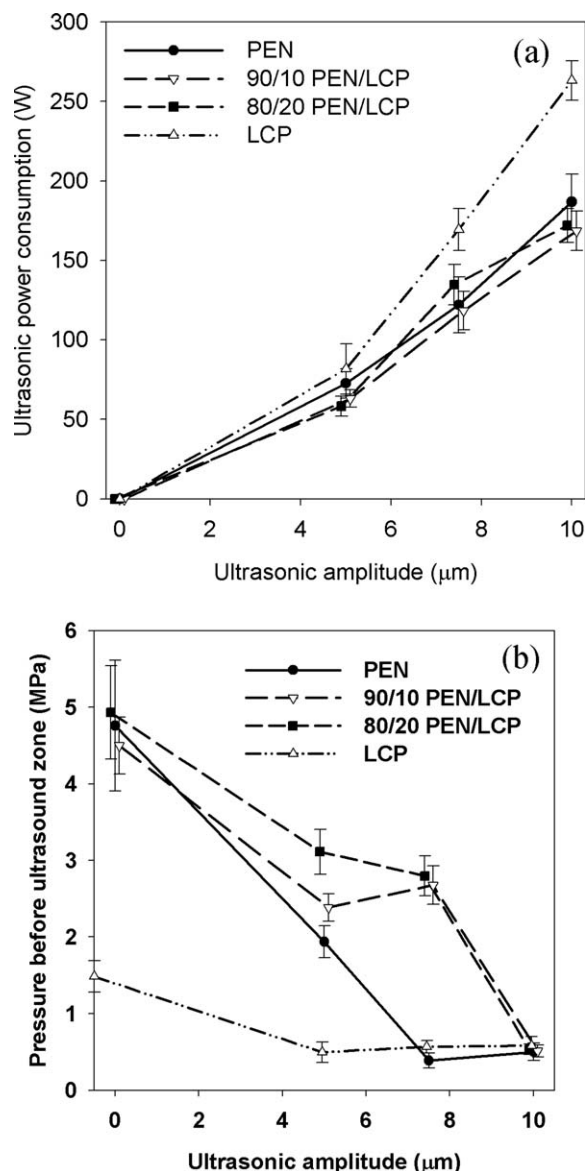 (a)
PEN
90/10 PEN/LCP
80/20 PEN/LCP
LCP
Ultrasonic power consumption (W)
300
250
200
150
100
50
0
0 2 4 6 8 10
Ultrasonic amplitude (μm)
(b)
PEN
90/10 PEN/LCP
80/20 PEN/LCP
LCP
Pressure before ultrasound zone (MPa)
6
5
4
3
2
1
0
0 2 4 6 8 10
Ultrasonic amplitude (μm)